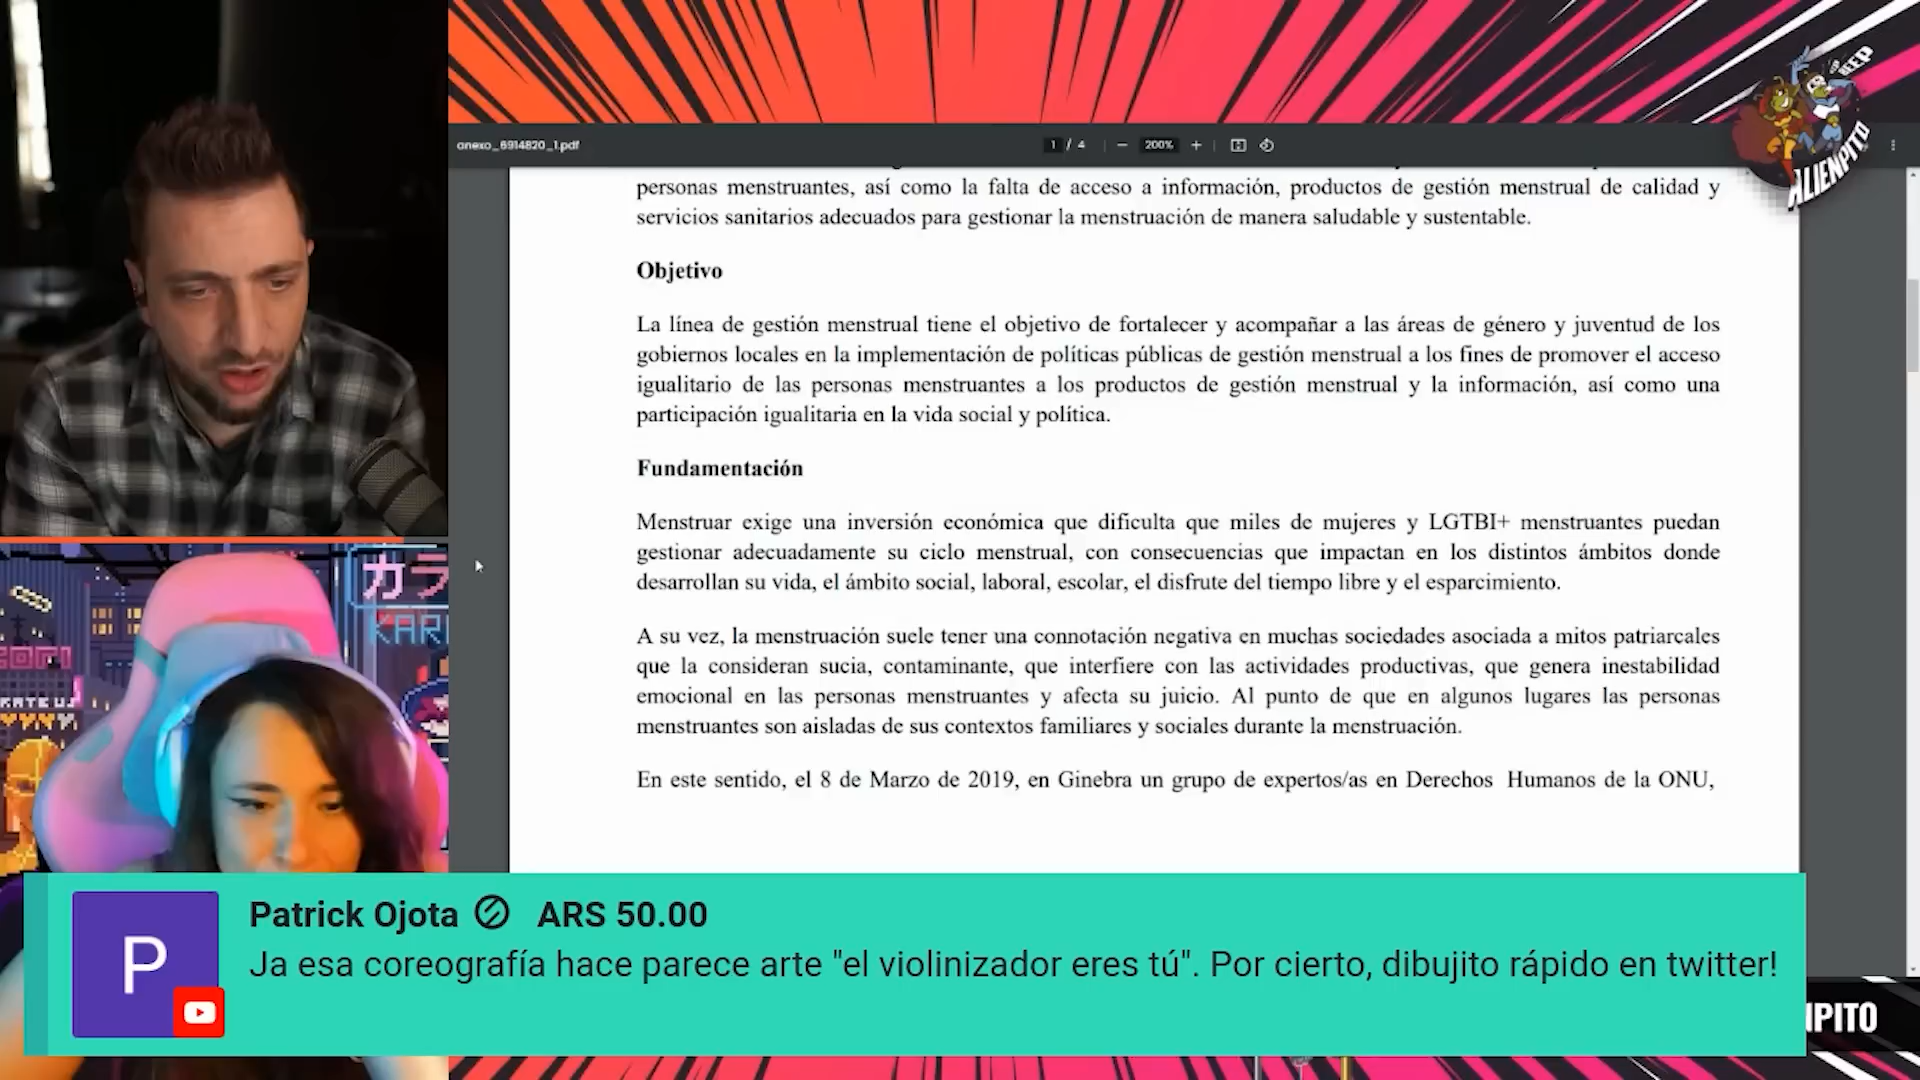 anexo_6914820_1.pdf
1 / 4
200%
BEEP
ALIENPITO
personas menstruantes, así como la falta de acceso a información, productos de gestión menstrual de calidad y
servicios sanitarios adecuados para gestionar la menstruación de manera saludable y sustentable.
Objetivo
La línea de gestión menstrual tiene el objetivo de fortalecer y acompañar a las áreas de género y juventud de los
gobiernos locales en la implementación de políticas públicas de gestión menstrual a los fines de promover el acceso
igualitario de las personas menstruantes a los productos de gestión menstrual y la información, así como una
participación igualitaria en la vida social y política.
Fundamentación
Menstruar exige una inversión económica que dificulta que miles de mujeres y LGTBI+ menstruantes puedan
gestionar adecuadamente su ciclo menstrual, con consecuencias que impactan en los distintos ámbitos donde
desarrollan su vida, el ámbito social, laboral, escolar, el disfrute del tiempo libre y el esparcimiento.
A su vez, la menstruación suele tener una connotación negativa en muchas sociedades asociada a mitos patriarcales
que la consideran sucia, contaminante, que interfiere con las actividades productivas, que genera inestabilidad
emocional en las personas menstruantes y afecta su juicio. Al punto de que en algunos lugares las personas
menstruantes son aisladas de sus contextos familiares y sociales durante la menstruación.
En este sentido, el 8 de Marzo de 2019, en Ginebra un grupo de expertos/as en Derechos Humanos de la ONU,
カラ
KAR
P
Patrick Ojota ARS 50.00
Ja esa coreografía hace parece arte "el violinizador eres tú". Por cierto, dibujito rápido en twitter!
PITO